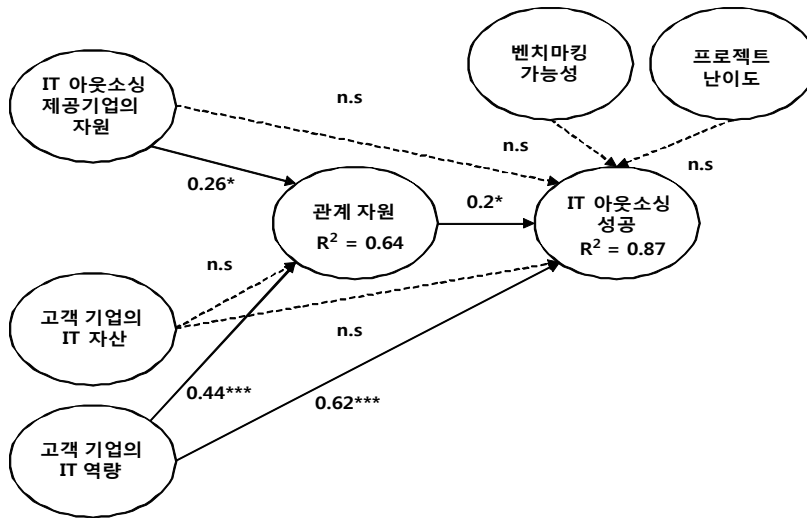 벤치마킹
가능성
프로젝트
난이도
IT 아웃소싱
제공기업의
자원
n.s
n.s
n.s
0.26*
관계 자원
R² = 0.64
0.2*
IT 아웃소싱
성공
R² = 0.87
n.s
고객 기업의
IT 자산
n.s
0.44***
0.62***
고객 기업의
IT 역량